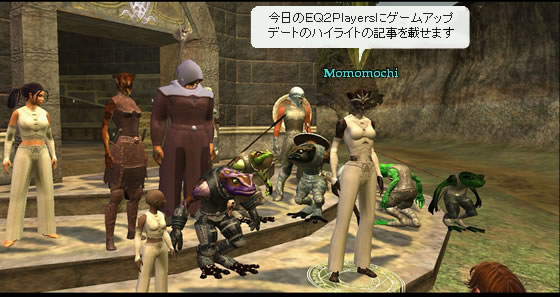 今日のEQ2Playersにゲームアップ
デートのハイライトの記事を載せます
Momomochi